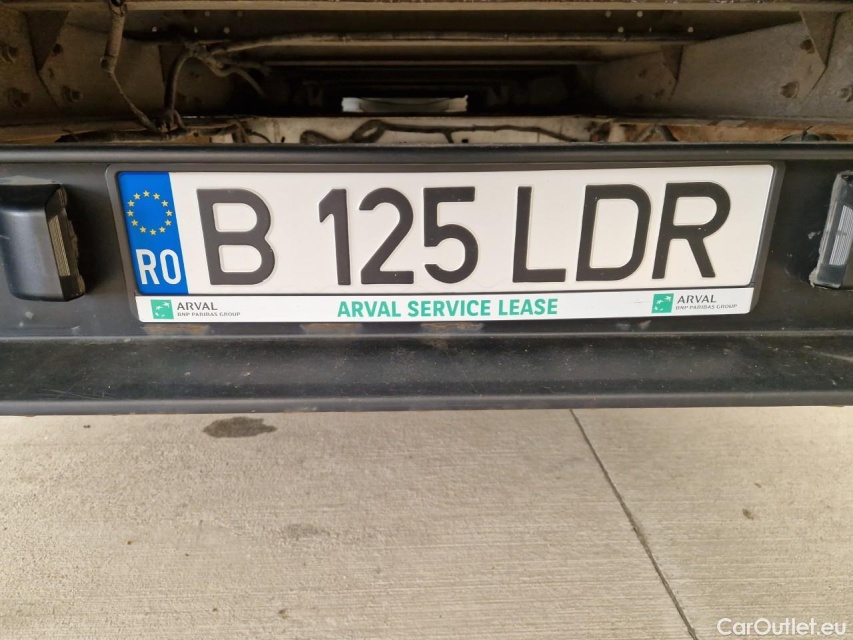 RO B 125 LDR
ARVAL BNP PARIBAS GROUP ARVAL SERVICE LEASE ARVAL BNP PARIBAS GROUP
CarOutlet.eu